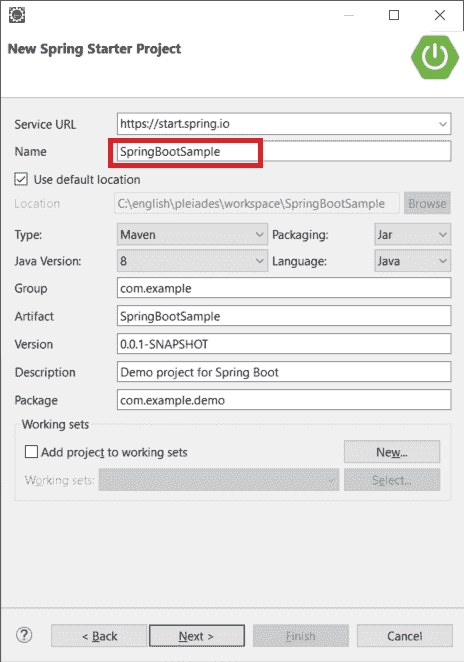 New Spring Starter Project
Service URL https://start.spring.io
Name SpringBootSample
Use default location
Location C:\english\pleiades\workspace\SpringBootSample Browse
Type: Maven Packaging: Jar
Java Version: 8 Language: Java
Group com.example
Artifact SpringBootSample
Version 0.0.1-SNAPSHOT
Description Demo project for Spring Boot
Package com.example.demo
Working sets
Add project to working sets New...
Working sets: Select...
? < Back Next > Finish Cancel